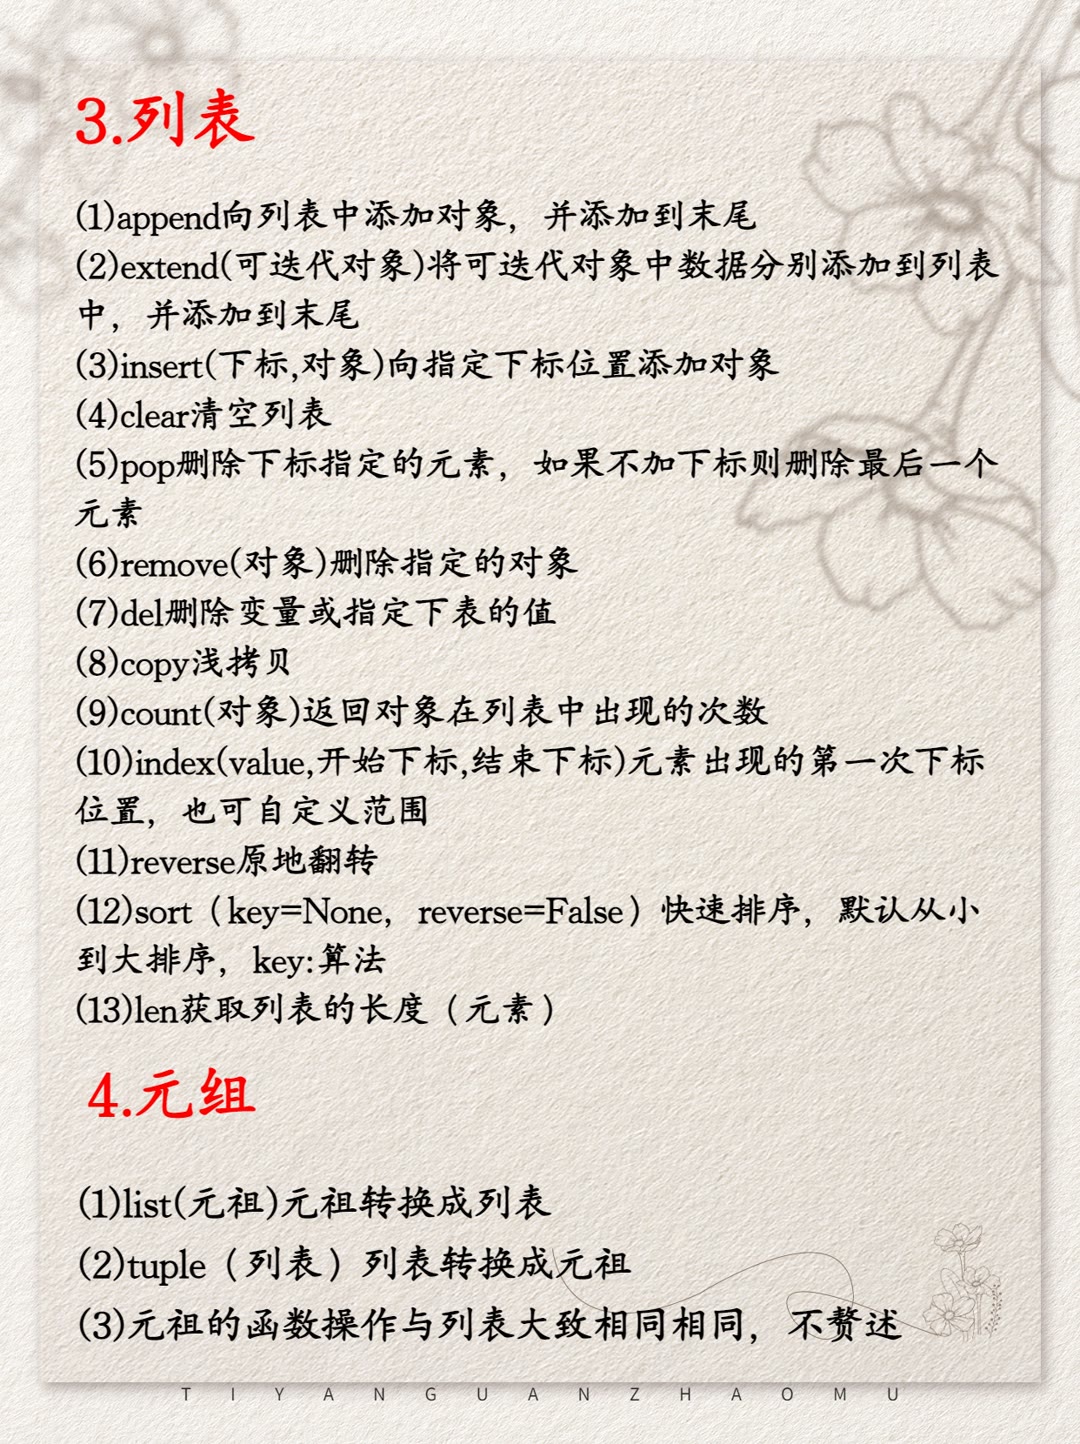 3.列表
(1)append向列表中添加对象，并添加到末尾
(2)extend(可迭代对象)将可迭代对象中数据分别添加到列表
中，并添加到末尾
(3)insert(下标,对象)向指定下标位置添加对象
(4)clear清空列表
(5)pop删除下标指定的元素，如果不加下标则删除最后一个
元素
(6)remove(对象)删除指定的对象
(7)del删除变量或指定下表的值
(8)copy浅拷贝
(9)count(对象)返回对象在列表中出现的次数
(10)index(value,开始下标,结束下标)元素出现的第一次下标
位置，也可自定义范围
(11)reverse原地翻转
(12)sort（key=None，reverse=False）快速排序，默认从小
到大排序，key:算法
(13)len获取列表的长度（元素）
4.元组
(1)list(元祖)元祖转换成列表
(2)tuple（列表）列表转换成元祖
(3)元祖的函数操作与列表大致相同相同，不赘述
TIYANGUANZHAOMU